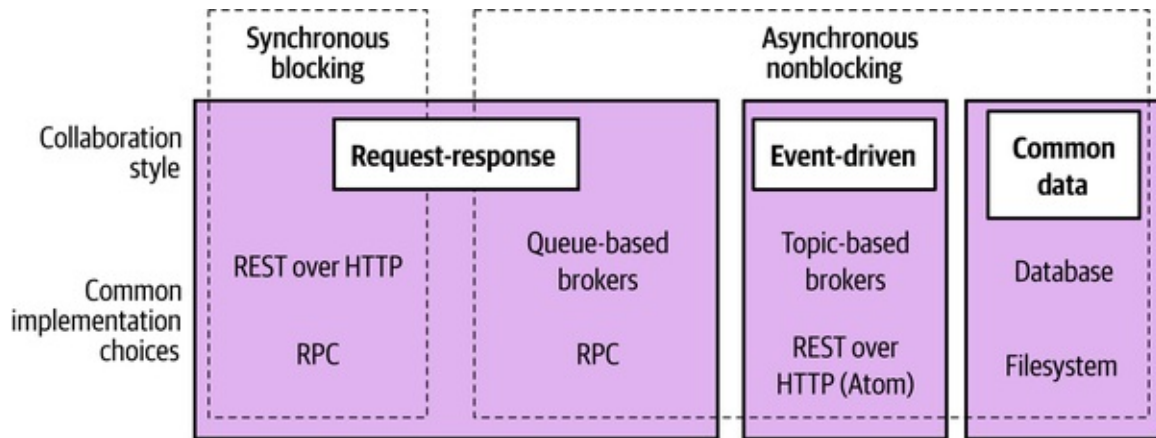 Synchronous
blocking
Asynchronous
nonblocking
Collaboration
style
Request-response
Event-driven
Common
data
Common
implementation
choices
REST over HTTP
RPC
Queue-based
brokers
RPC
Topic-based
brokers
REST over
HTTP (Atom)
Database
Filesystem